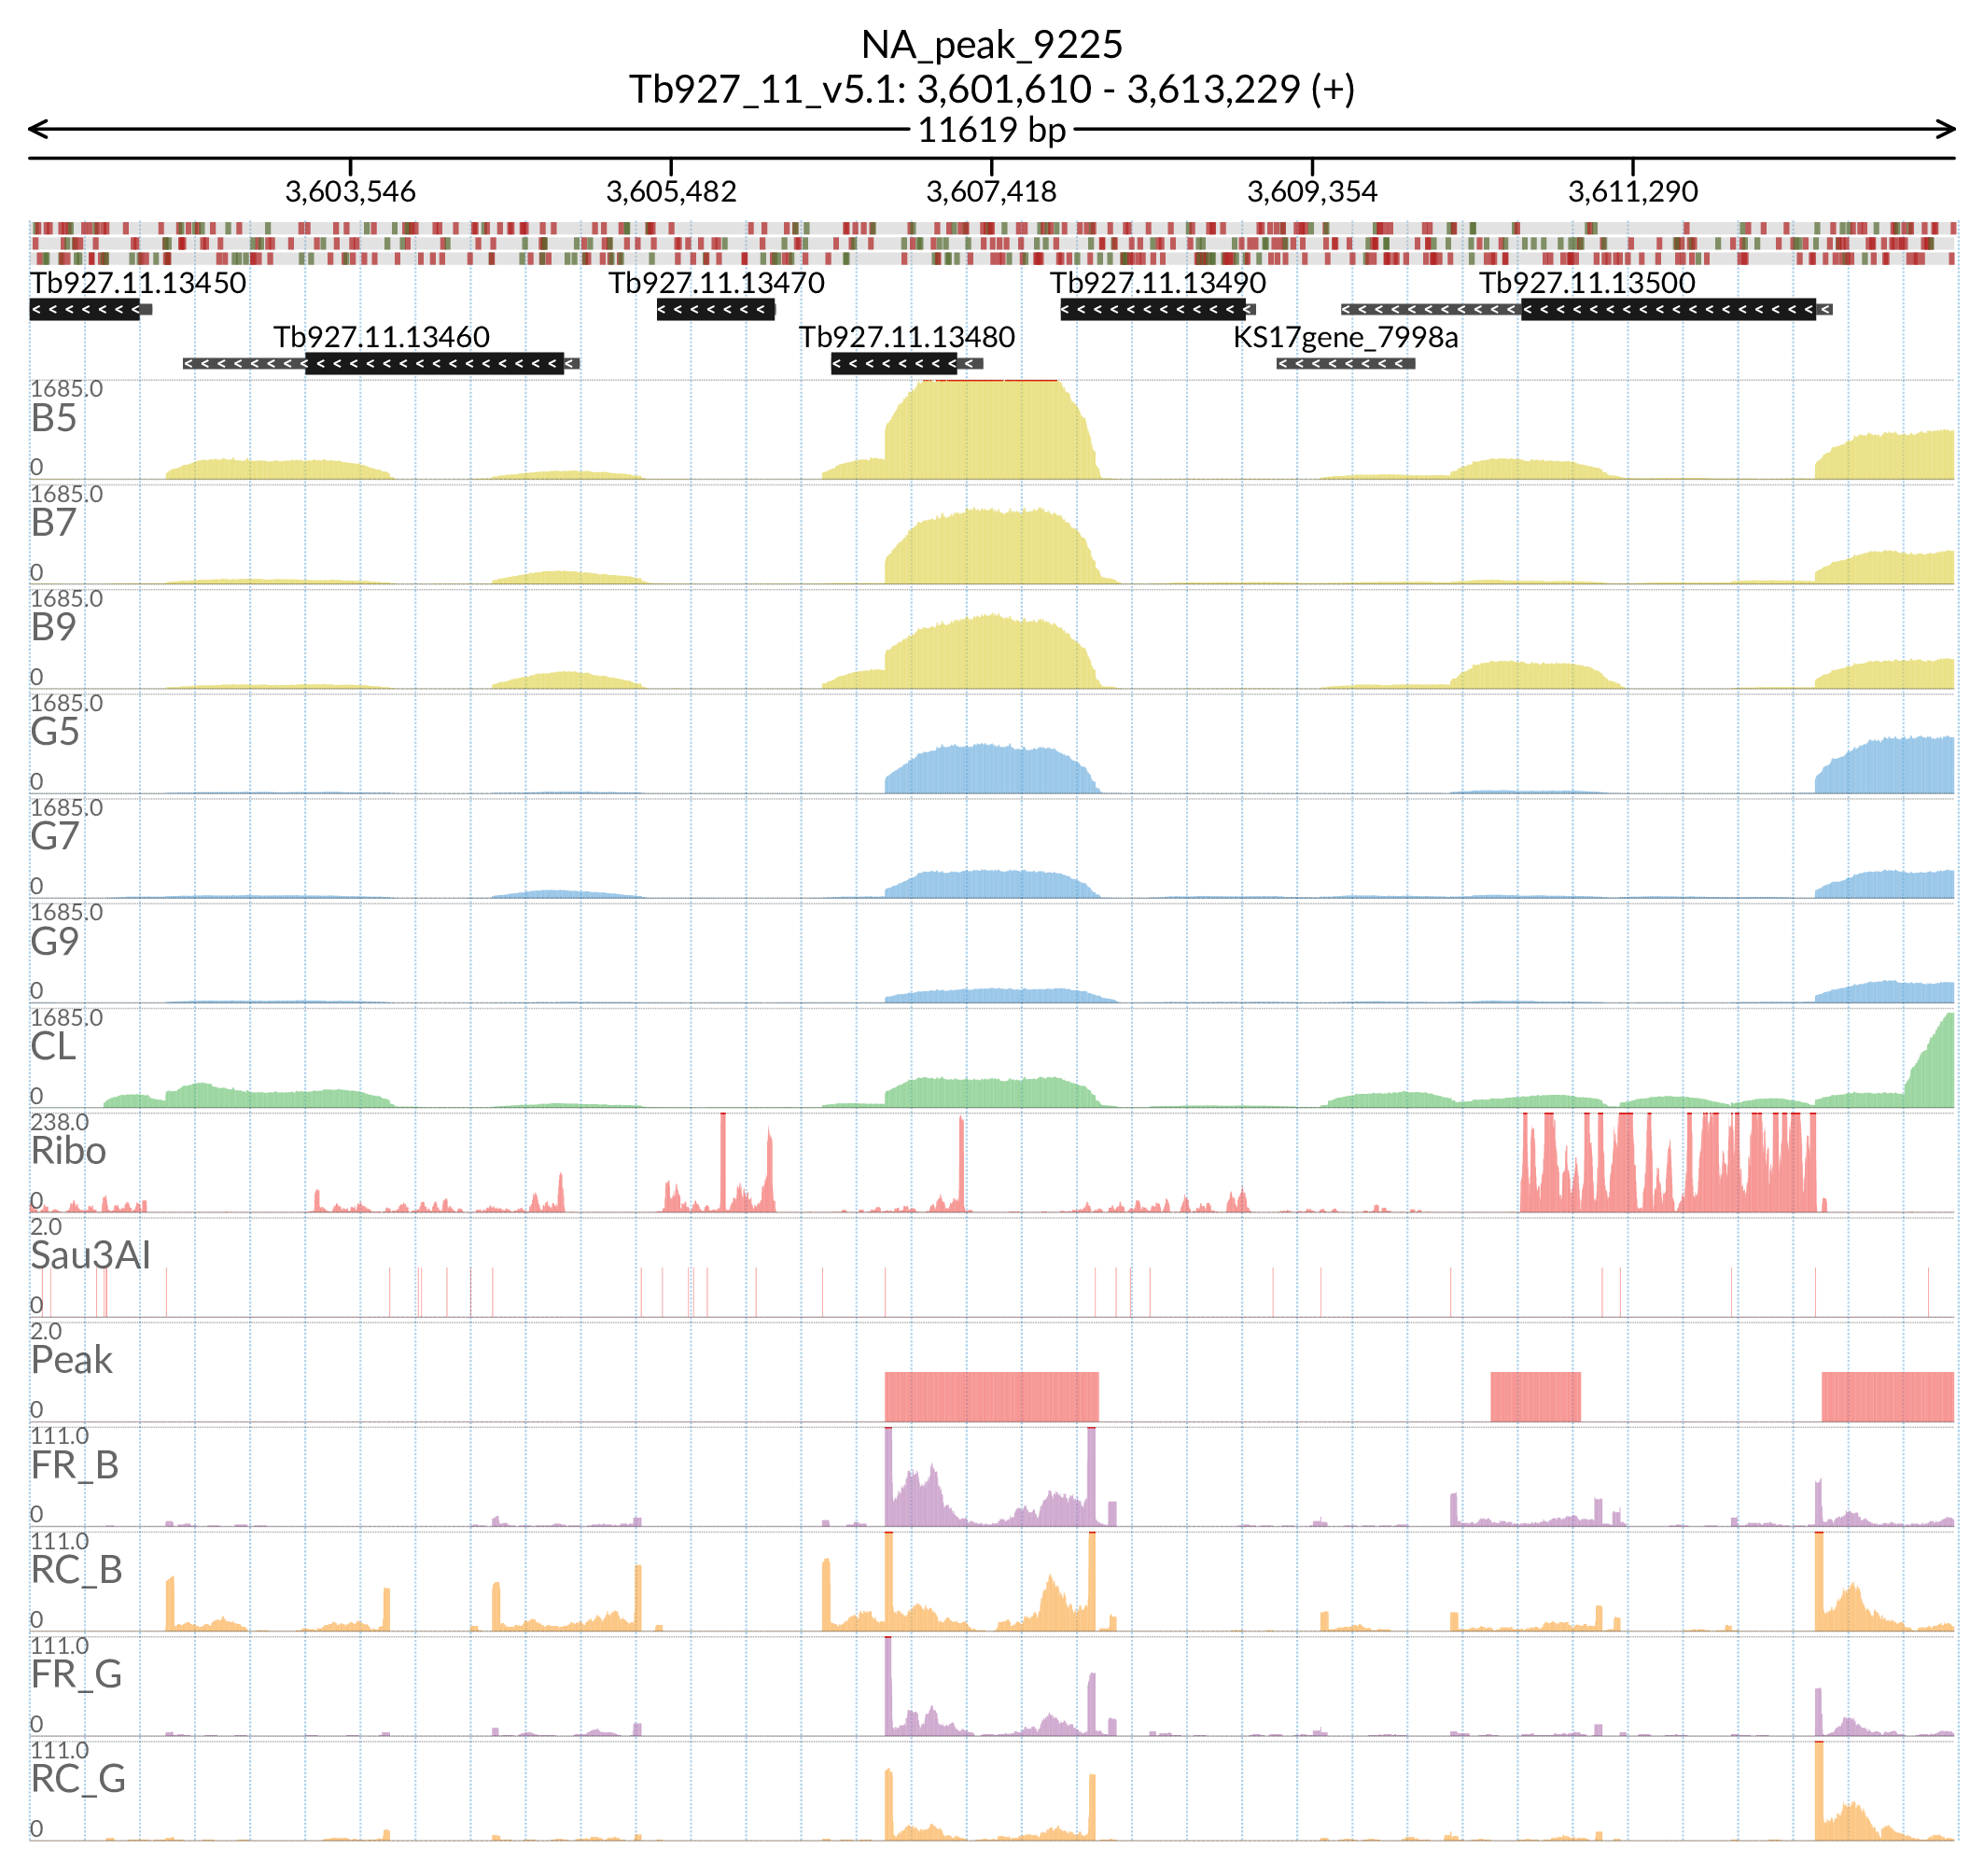 NA_peak_9225
Tb927_11_v5.1: 3,601,610 - 3,613,229 (+)
11619 bp
3,603,546 3,605,482 3,607,418 3,609,354 3,611,290
Tb927.11.13450 Tb927.11.13470 Tb927.11.13490 Tb927.11.13500
Tb927.11.13460 Tb927.11.13480 KS17gene_7998a
1685.0
B5
0
1685.0
B7
0
1685.0
B9
0
1685.0
G5
0
1685.0
G7
0
1685.0
G9
0
1685.0
CL
0
238.0
Ribo
0
2.0
Sau3AI
0
2.0
Peak
0
111.0
FR_B
0
111.0
RC_B
0
111.0
FR_G
0
111.0
RC_G
0